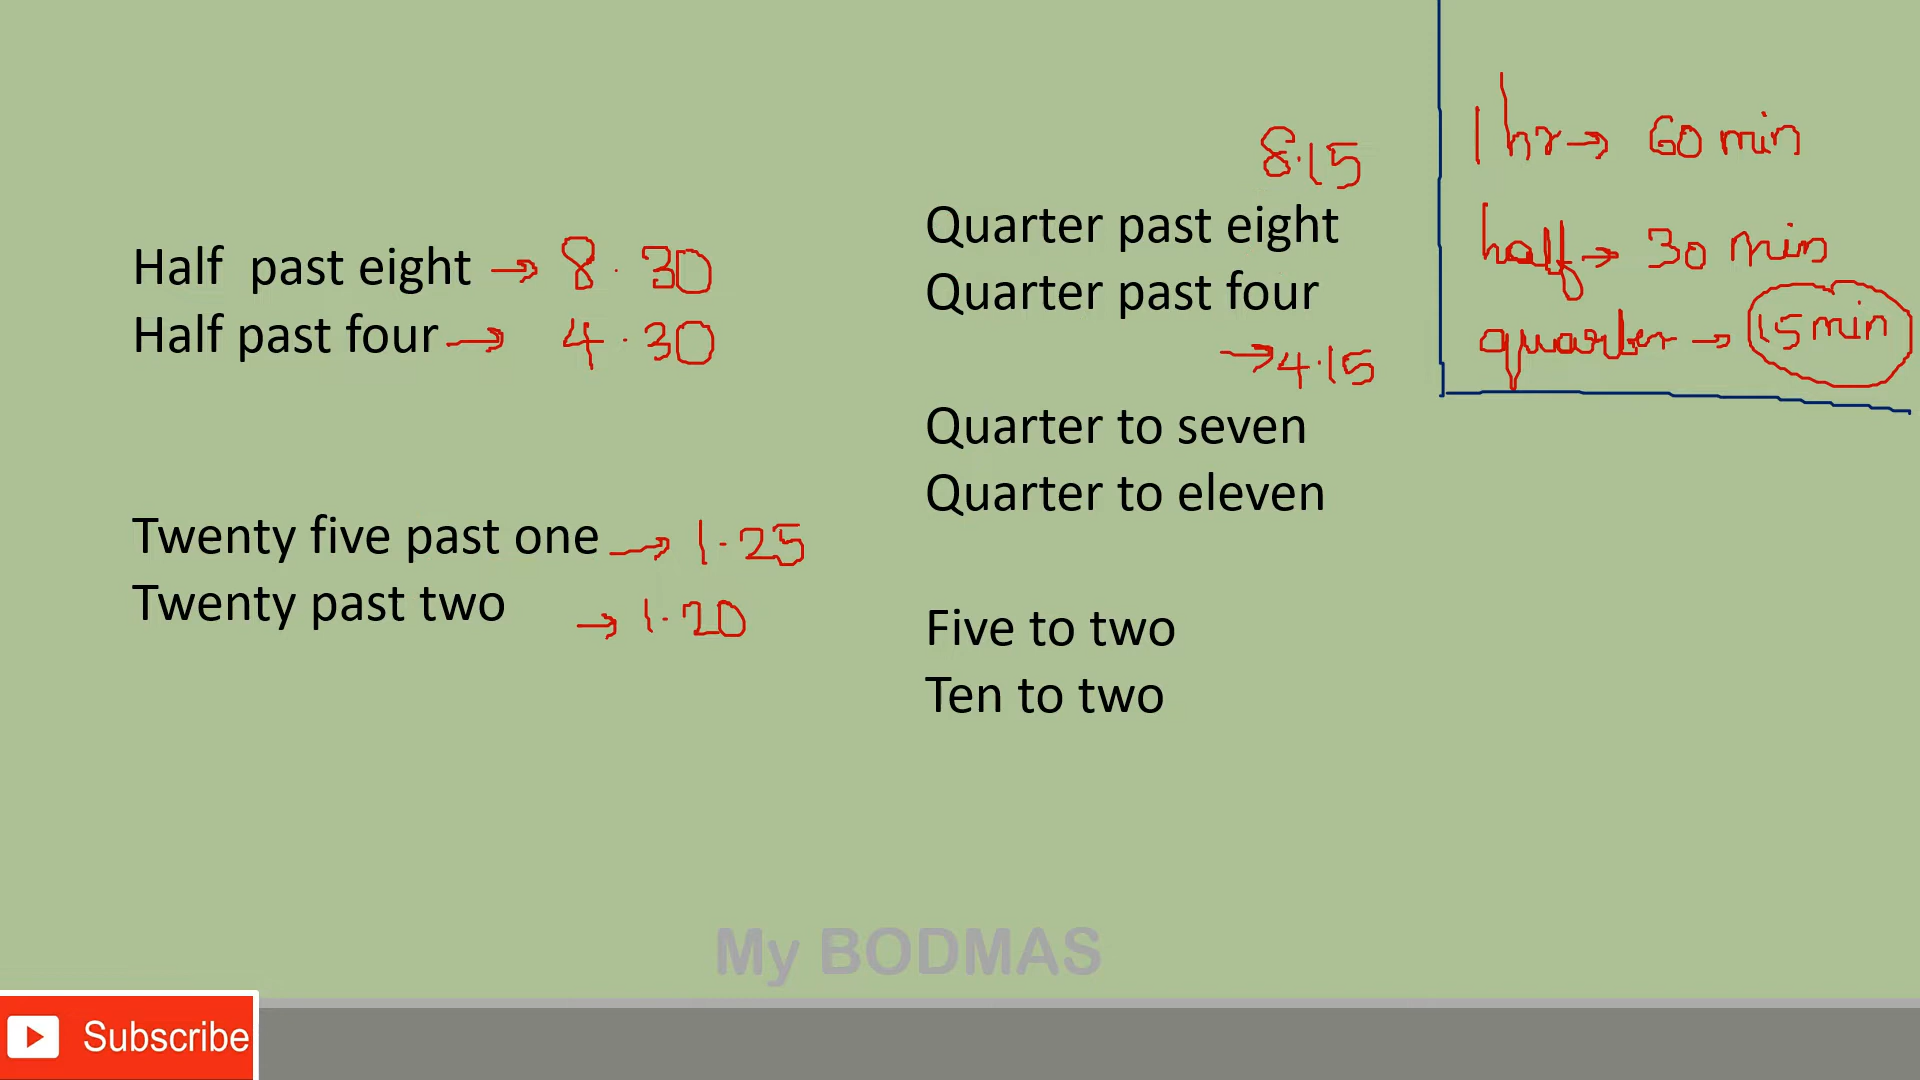 Half past eight → 8.30
Half past four → 4.30
Twenty five past one → 1.25
Twenty past two → 1.20
8.15
Quarter past eight
Quarter past four
→ 4.15
Quarter to seven
Quarter to eleven
Five to two
Ten to two
1 hr → 60 min
half → 30 min
quarter → 15 min
My BODMAS
Subscribe